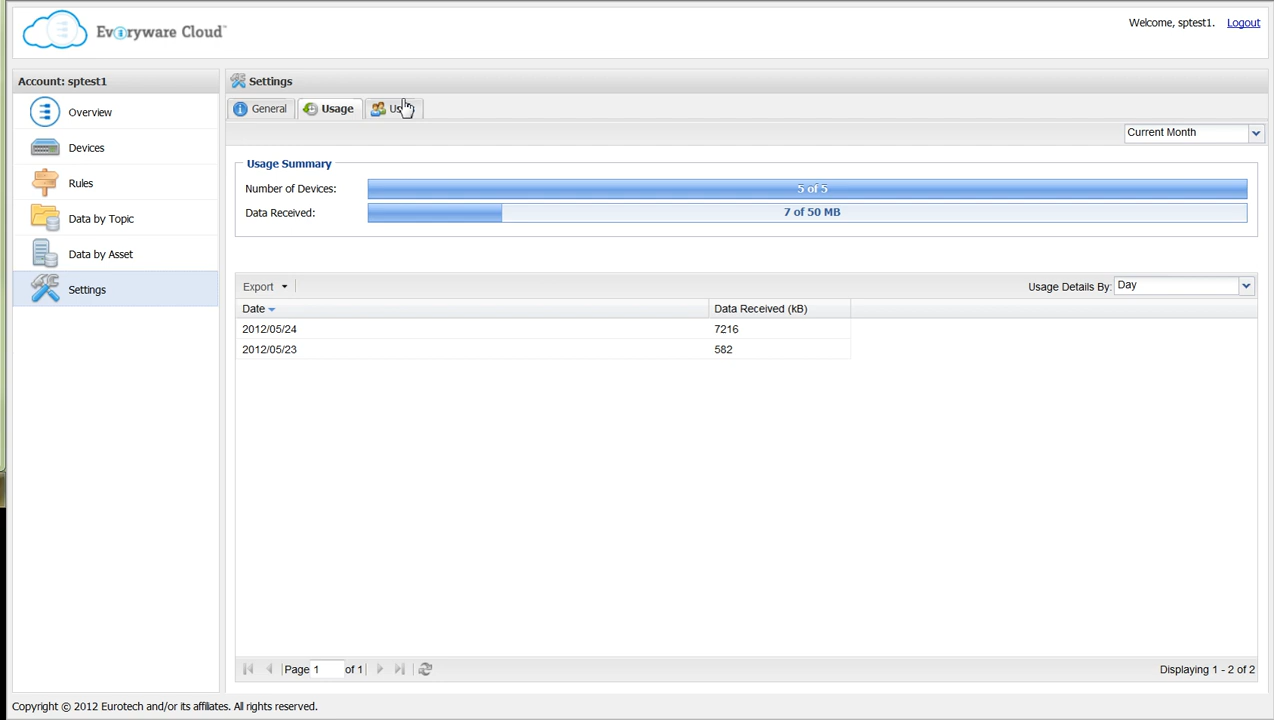 Everyware Cloud™
Welcome, sptest1. Logout
Account: sptest1
Overview
Devices
Rules
Data by Topic
Data by Asset
Settings
Settings
General Usage
Current Month
Usage Summary
Number of Devices: 5 of 5
Data Received: 7 of 50 MB
Export Usage Details By: Day
Date Data Received (kB)
2012/05/24 7216
2012/05/23 582
Page 1 of 1 Displaying 1 - 2 of 2
Copyright © 2012 Eurotech and/or its affiliates. All rights reserved.